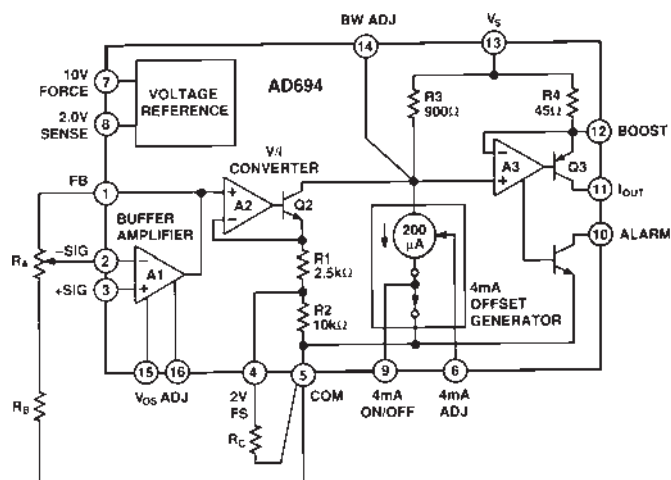 BW ADJ
VS
14
13
AD694
10V
FORCE
7
VOLTAGE
REFERENCE
2.0V
SENSE
8
R3
900Ω
R4
45Ω
12
BOOST
V/I
CONVERTER
FB
1
BUFFER
AMPLIFIER
+
−
A2
Q2
−
+
A3
Q3
11
IOUT
10
ALARM
RA
−SIG
2
+SIG
3
−
+
A1
200
μA
R1
2.5kΩ
R2
10kΩ
4mA
OFFSET
GENERATOR
15
16
4
5
9
6
VOS ADJ
2V
FS
COM
4mA
ON/OFF
4mA
ADJ
RB
RC